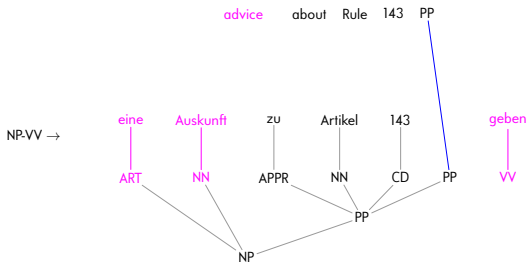 advice about Rule 143 PP
eine Auskunft zu Artikel 143 geben
NP-VV →
ART NN APPR NN CD PP VV
PP
NP